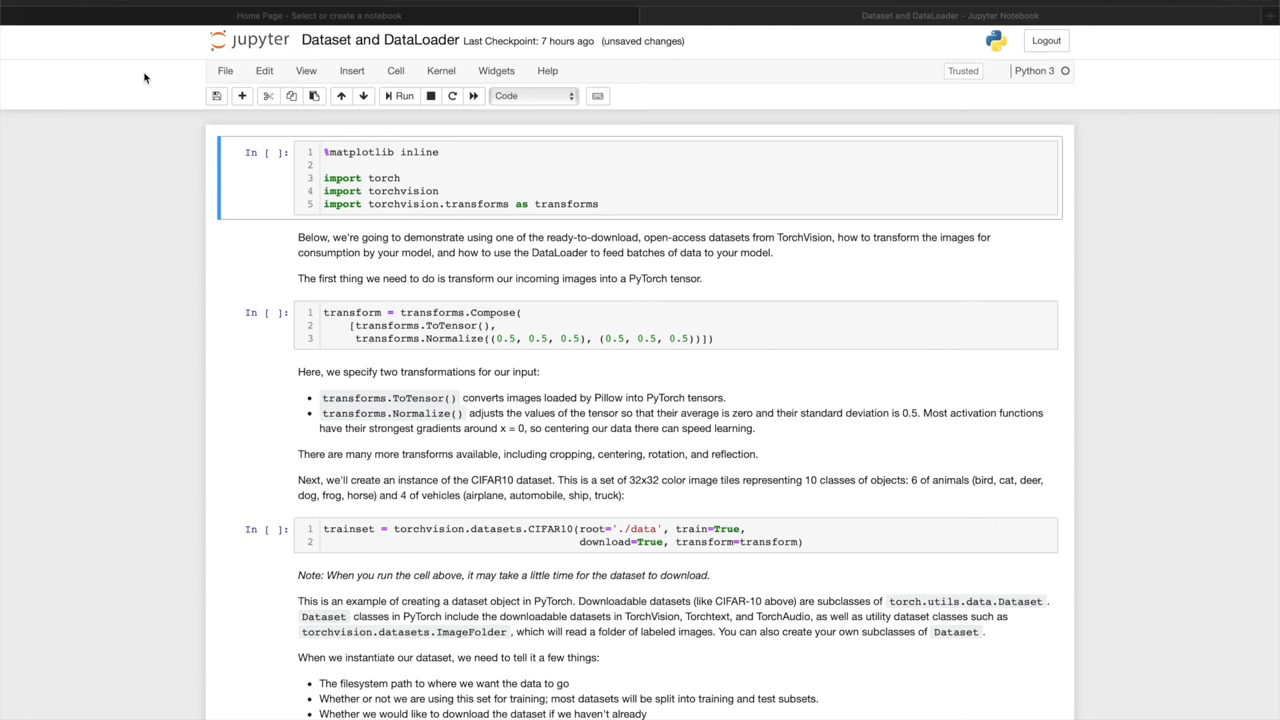 Home Page - Select or create a notebook
Dataset and DataLoader - Jupyter Notebook
jupyter Dataset and DataLoader Last Checkpoint: 7 hours ago (unsaved changes)
Logout
File Edit View Insert Cell Kernel Widgets Help
Trusted
Python 3
Run
Code
In [ ]:
1 %matplotlib inline
2
3 import torch
4 import torchvision
5 import torchvision.transforms as transforms
Below, we're going to demonstrate using one of the ready-to-download, open-access datasets from TorchVision, how to transform the images for
consumption by your model, and how to use the DataLoader to feed batches of data to your model.
The first thing we need to do is transform our incoming images into a PyTorch tensor.
In [ ]:
1 transform = transforms.Compose(
2 [transforms.ToTensor(),
3 transforms.Normalize((0.5, 0.5, 0.5), (0.5, 0.5, 0.5))])
Here, we specify two transformations for our input:
• transforms.ToTensor() converts images loaded by Pillow into PyTorch tensors.
• transforms.Normalize() adjusts the values of the tensor so that their average is zero and their standard deviation is 0.5. Most activation functions
have their strongest gradients around x = 0, so centering our data there can speed learning.
There are many more transforms available, including cropping, centering, rotation, and reflection.
Next, we'll create an instance of the CIFAR10 dataset. This is a set of 32x32 color image tiles representing 10 classes of objects: 6 of animals (bird, cat, deer,
dog, frog, horse) and 4 of vehicles (airplane, automobile, ship, truck):
In [ ]:
1 trainset = torchvision.datasets.CIFAR10(root='./data', train=True,
2 download=True, transform=transform)
Note: When you run the cell above, it may take a little time for the dataset to download.
This is an example of creating a dataset object in PyTorch. Downloadable datasets (like CIFAR-10 above) are subclasses of torch.utils.data.Dataset .
Dataset classes in PyTorch include the downloadable datasets in TorchVision, Torchtext, and TorchAudio, as well as utility dataset classes such as
torchvision.datasets.ImageFolder , which will read a folder of labeled images. You can also create your own subclasses of Dataset .
When we instantiate our dataset, we need to tell it a few things:
• The filesystem path to where we want the data to go
• Whether or not we are using this set for training; most datasets will be split into training and test subsets.
• Whether we would like to download the dataset if we haven't already